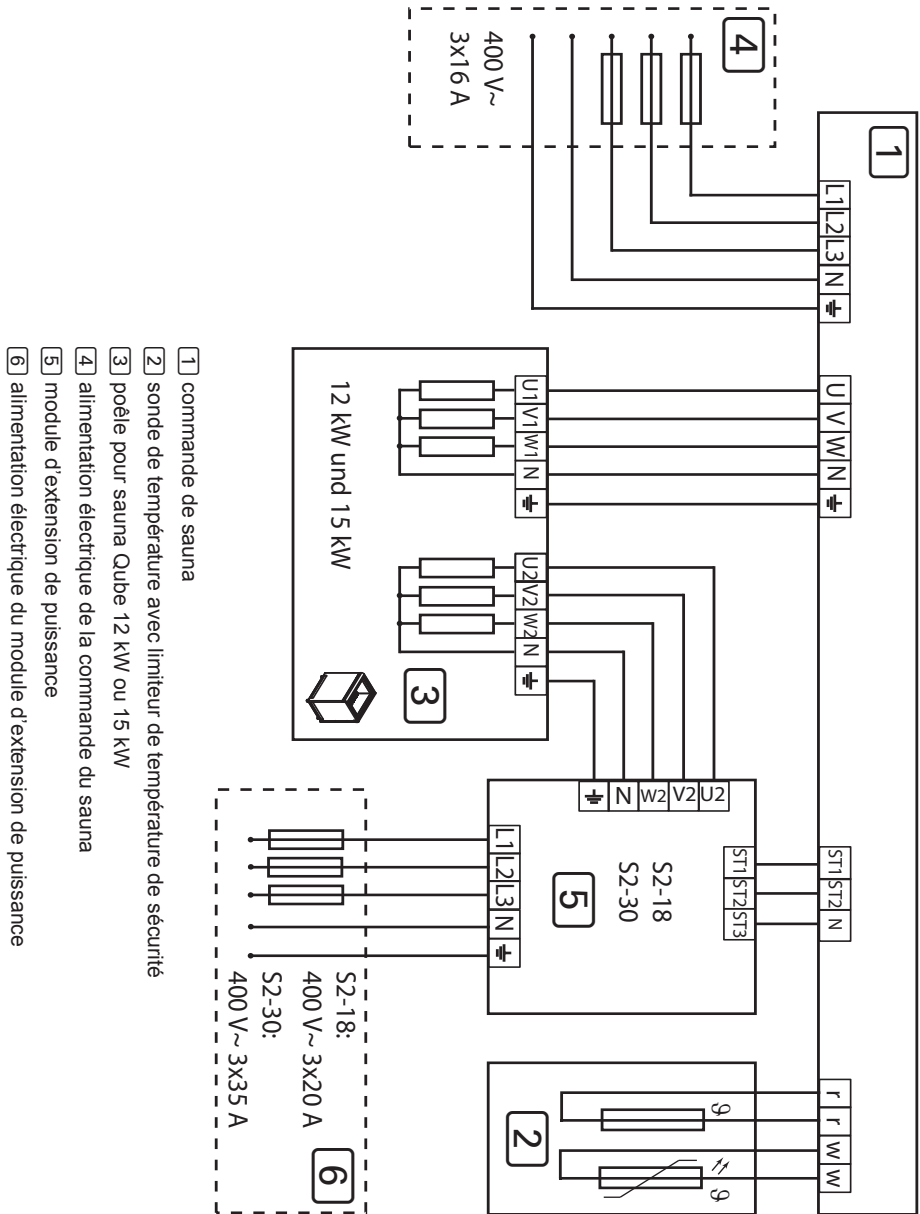 1
L1 L2 L3 N
U V W N
ST1 ST2 N
r r w w
4
400 V~
3x16 A
U1 V1 W1 N
U2 V2 W2 N
12 kW und 15 kW
3
N W2 V2 U2
ST1 ST2 ST3
S2-18
S2-30
5
L1 L2 L3 N
S2-18:
400 V~ 3x20 A
S2-30:
400 V~ 3x35 A
6
ϑ
ϑ
2
1 commande de sauna
2 sonde de température avec limiteur de température de sécurité
3 poêle pour sauna Qube 12 kW ou 15 kW
4 alimentation électrique de la commande du sauna
5 module d'extension de puissance
6 alimentation électrique du module d'extension de puissance